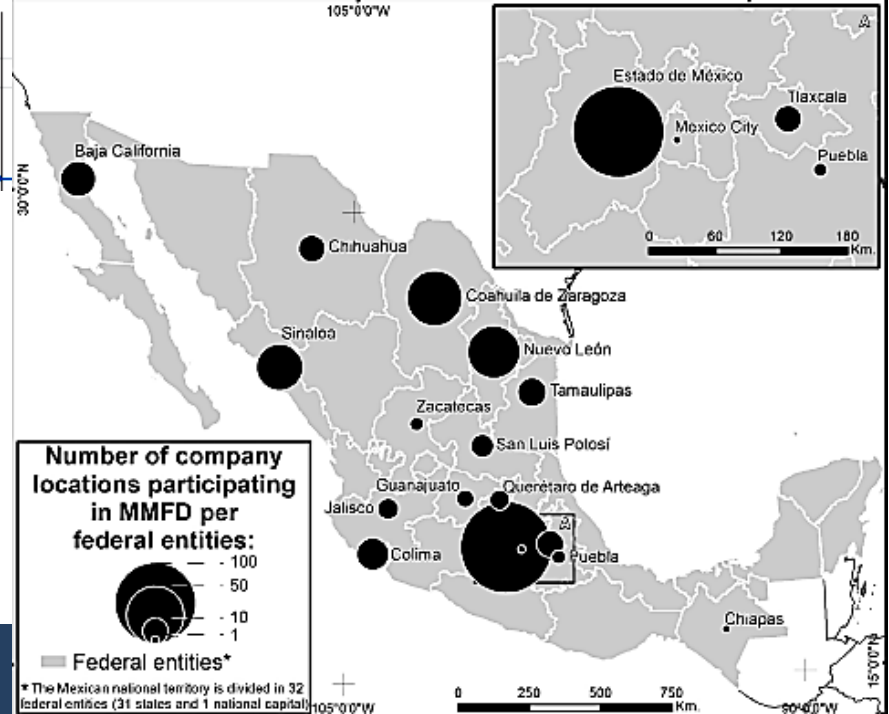 105°0'0"W
A
Estado de México
Tlaxcala
Mexico City
Puebla
0 60 120 180
Km.
30°0'0"N
Baja California
Chihuahua
Coahuila de Zaragoza
Sinaloa
Nuevo León
Tamaulipas
Zacatecas
San Luis Potosí
Guanajuato
Querétaro de Arteaga
Jalisco
A
Colima
Puebla
Chiapas
Number of company
locations participating
in MMFD per
federal entities:
100
50
10
1
Federal entities*
* The Mexican national territory is divided in 32
federal entities (31 states and 1 national capital)
105°0'0"W
0 250 500 750
Km.
90°0'0"W
15°0'0"N